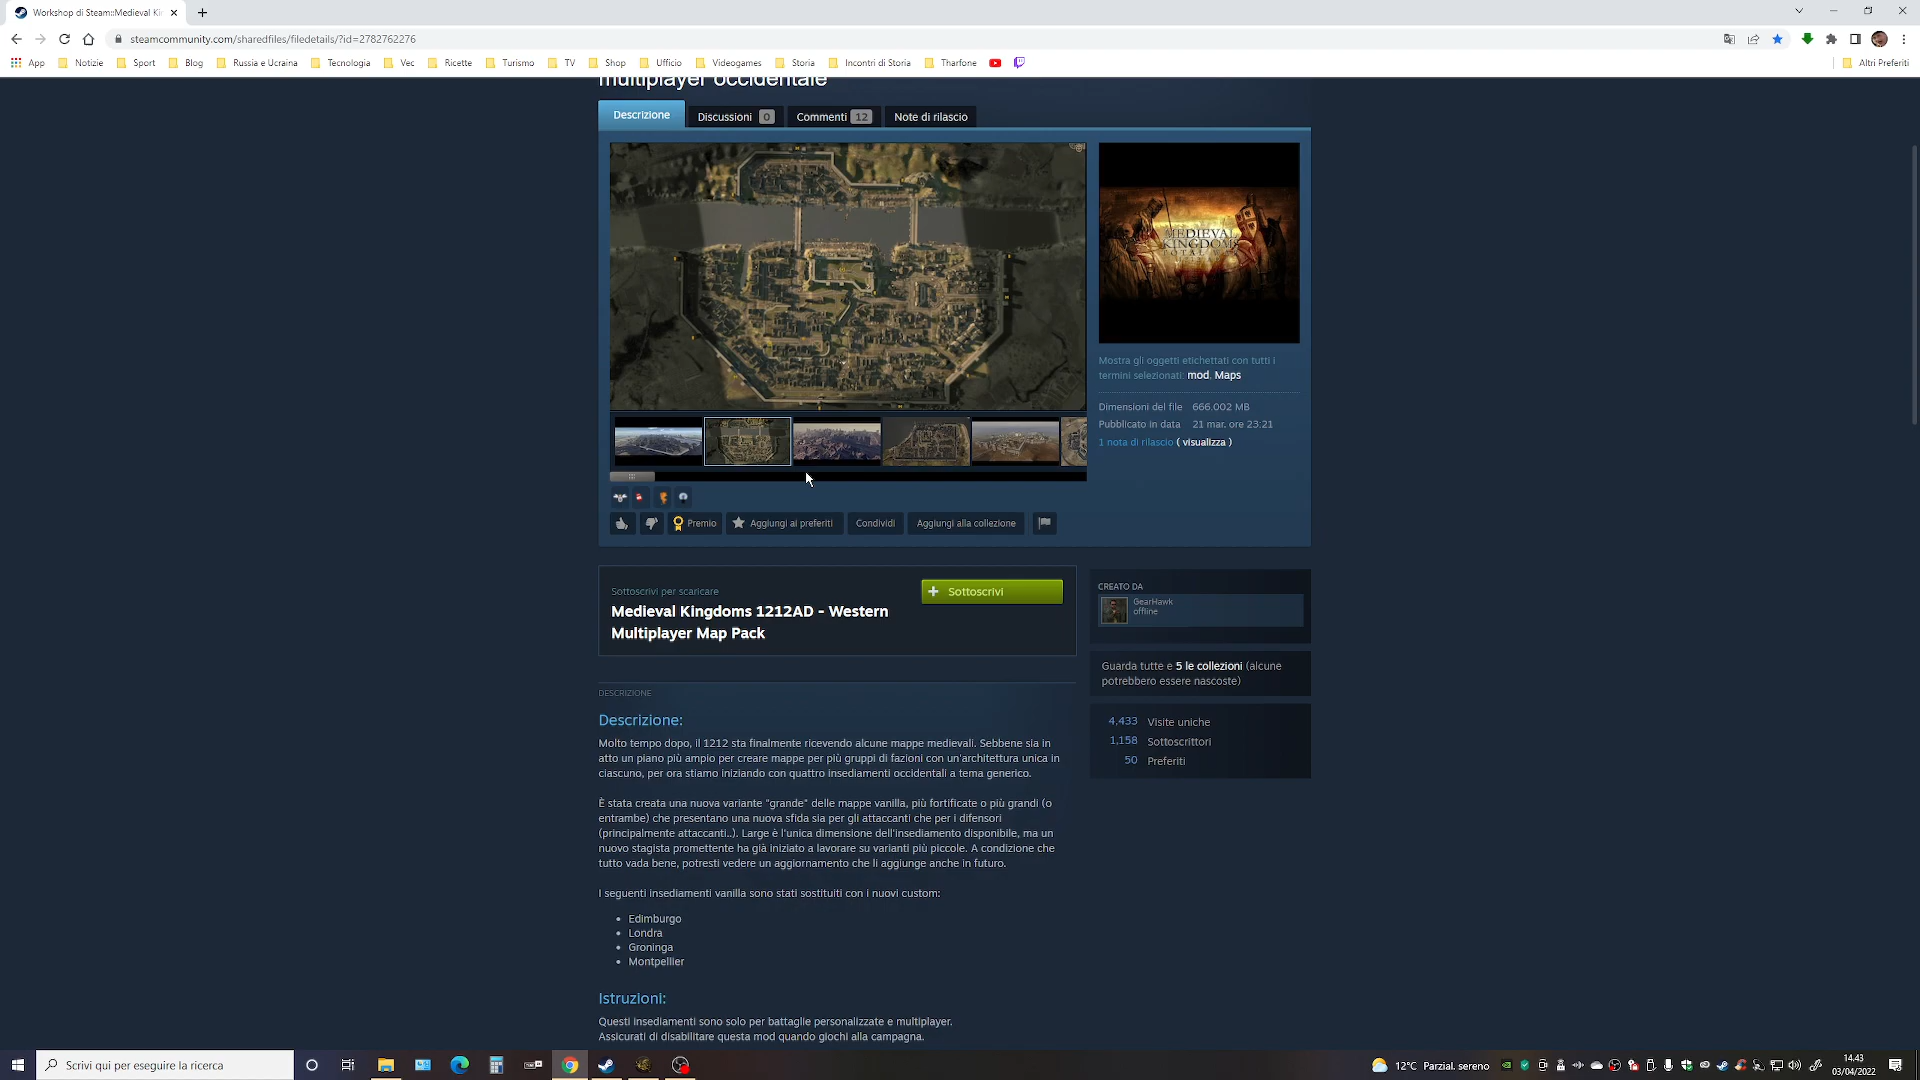 Workshop di Steam::Medieval Ki
steamcommunity.com/sharedfiles/filedetails/?id=2782762276
App Notizie Sport Blog Russia e Ucraina Tecnologia Vec Ricette Turismo TV Shop Ufficio Videogames Storia Incontri di Storia Tharfone Altri Preferiti
multiplayer occidentale
Descrizione Discussioni 0 Commenti 12 Note di rilascio
MEDIEVAL
KINGDOMS
TOTAL WAR
Mostra gli oggetti etichettati con tutti i
termini selezionati: mod, Maps
Dimensioni del file 666.002 MB
Pubblicato in data 21 mar. ore 23:21
1 nota di rilascio ( visualizza )
Premio Aggiungi ai preferiti Condividi Aggiungi alla collezione
Sottoscrivi per scaricare
Medieval Kingdoms 1212AD - Western
Multiplayer Map Pack
Sottoscrivi
CREATO DA
GearHawk
offline
Guarda tutte e 5 le collezioni (alcune
potrebbero essere nascoste)
4,433 Visite uniche
1,158 Sottoscrittori
50 Preferiti
DESCRIZIONE
Descrizione:
Molto tempo dopo, il 1212 sta finalmente ricevendo alcune mappe medievali. Sebbene sia in
atto un piano più ampio per creare mappe per più gruppi di fazioni con un'architettura unica in
ciascuno, per ora stiamo iniziando con quattro insediamenti occidentali a tema generico.
È stata creata una nuova variante "grande" delle mappe vanilla, più fortificate o più grandi (o
entrambe) che presentano una nuova sfida sia per gli attaccanti che per i difensori
(principalmente attaccanti..). Large è l'unica dimensione dell'insediamento disponibile, ma un
nuovo stagista promettente ha già iniziato a lavorare su varianti più piccole. A condizione che
tutto vada bene, potresti vedere un aggiornamento che li aggiunge anche in futuro.
I seguenti insediamenti vanilla sono stati sostituiti con i nuovi custom:
• Edimburgo
• Londra
• Groninga
• Montpellier
Istruzioni:
Questi insediamenti sono solo per battaglie personalizzate e multiplayer.
Assicurati di disabilitare questa mod quando giochi alla campagna.
Scrivi qui per eseguire la ricerca
12°C Parzial. sereno
14.43
03/04/2022